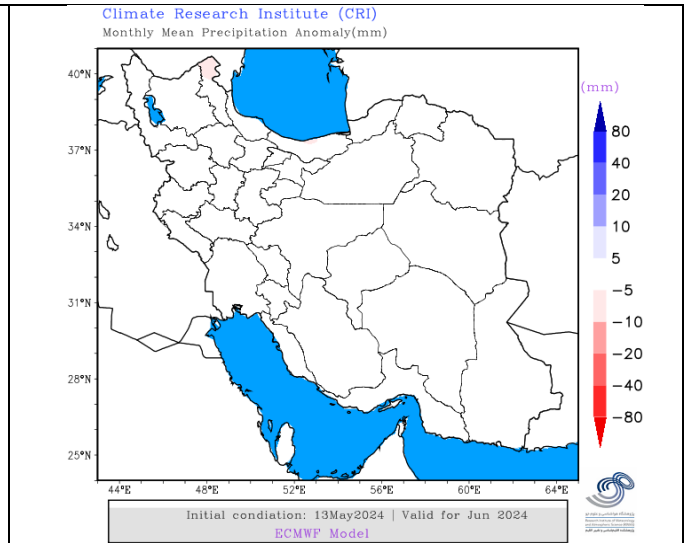 Climate Research Institute (CRI)
Monthly Mean Precipitation Anomaly(mm)
40°N
37°N
34°N
31°N
28°N
25°N
44°E 48°E 52°E 56°E 60°E 64°E
(mm)
80
40
20
10
5
−5
−10
−20
−40
−80
Initial condiation: 13May2024 | Valid for Jun 2024
ECMWF Model